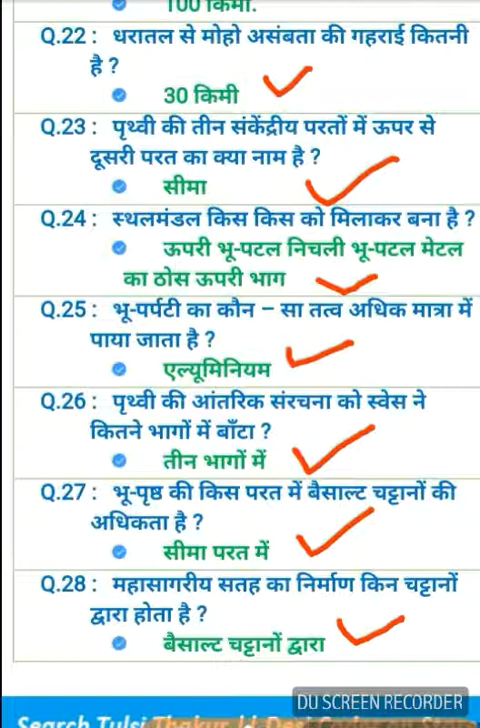 100 किमी.
Q.22 : धरातल से मोहो असंबता की गहराई कितनी
है ?
30 किमी
Q.23 : पृथ्वी की तीन संकेंद्रीय परतों में ऊपर से
दूसरी परत का क्या नाम है ?
सीमा
Q.24 : स्थलमंडल किस किस को मिलाकर बना है ?
ऊपरी भू-पटल निचली भू-पटल मेटल
का ठोस ऊपरी भाग
Q.25 : भू-पर्पटी का कौन – सा तत्व अधिक मात्रा में
पाया जाता है ?
एल्यूमिनियम
Q.26 : पृथ्वी की आंतरिक संरचना को स्वेस ने
कितने भागों में बाँटा ?
तीन भागों में
Q.27 : भू-पृष्ठ की किस परत में बैसाल्ट चट्टानों की
अधिकता है ?
सीमा परत में
Q.28 : महासागरीय सतह का निर्माण किन चट्टानों
द्वारा होता है ?
बैसाल्ट चट्टानों द्वारा
DU SCREEN RECORDER
Search Tulsi Thakur